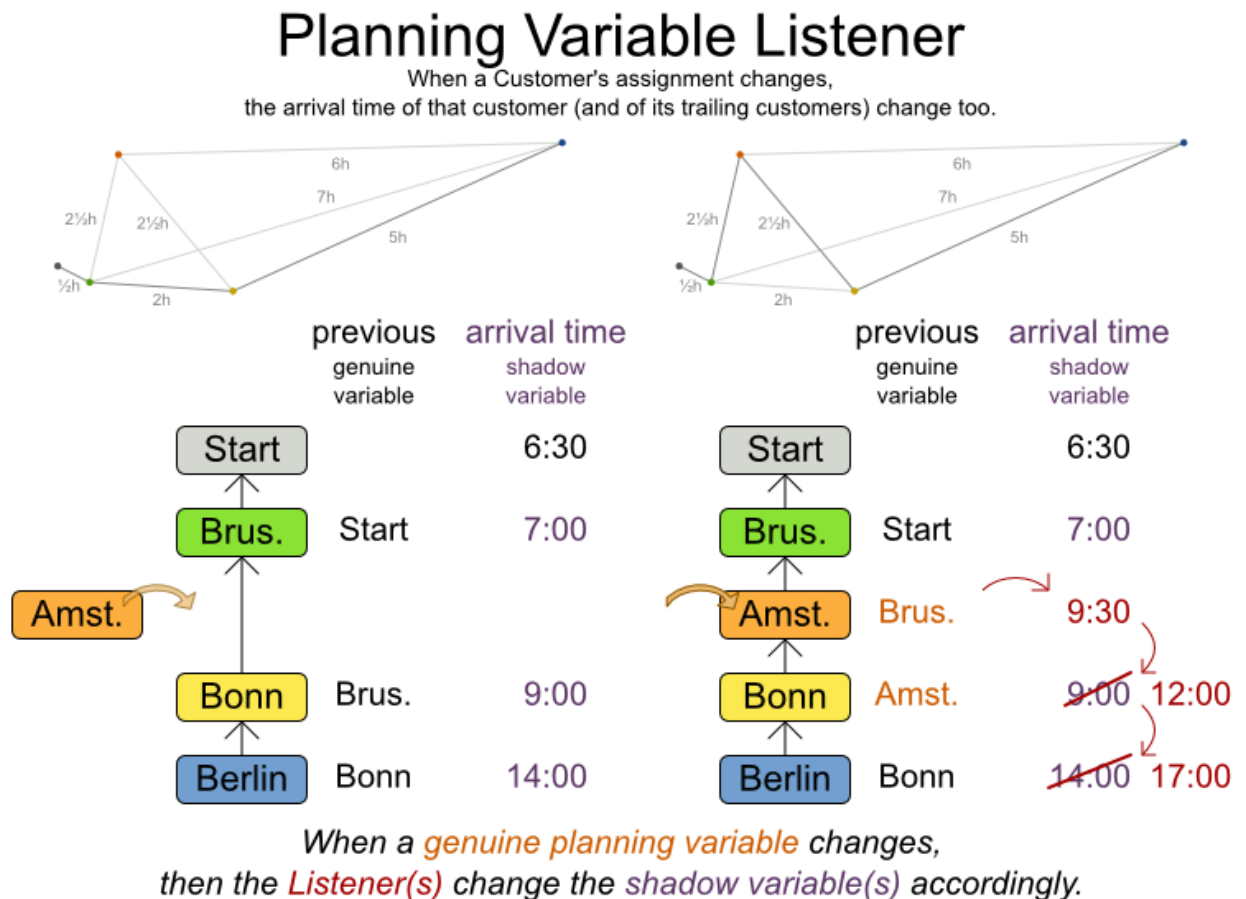 Planning Variable Listener
When a Customer's assignment changes,
the arrival time of that customer (and of its trailing customers) change too.
6h
7h
2½h
2½h
5h
½h
2h
6h
7h
2½h
2½h
5h
½h
2h
previous arrival time
genuine shadow
variable variable
previous arrival time
genuine shadow
variable variable
Start 6:30
Brus. Start 7:00
Amst.
Bonn Brus. 9:00
Berlin Bonn 14:00
Start 6:30
Brus. Start 7:00
Amst. Brus. 9:30
Bonn Amst. 9:00 12:00
Berlin Bonn 14:00 17:00
When a genuine planning variable changes,
then the Listener(s) change the shadow variable(s) accordingly.